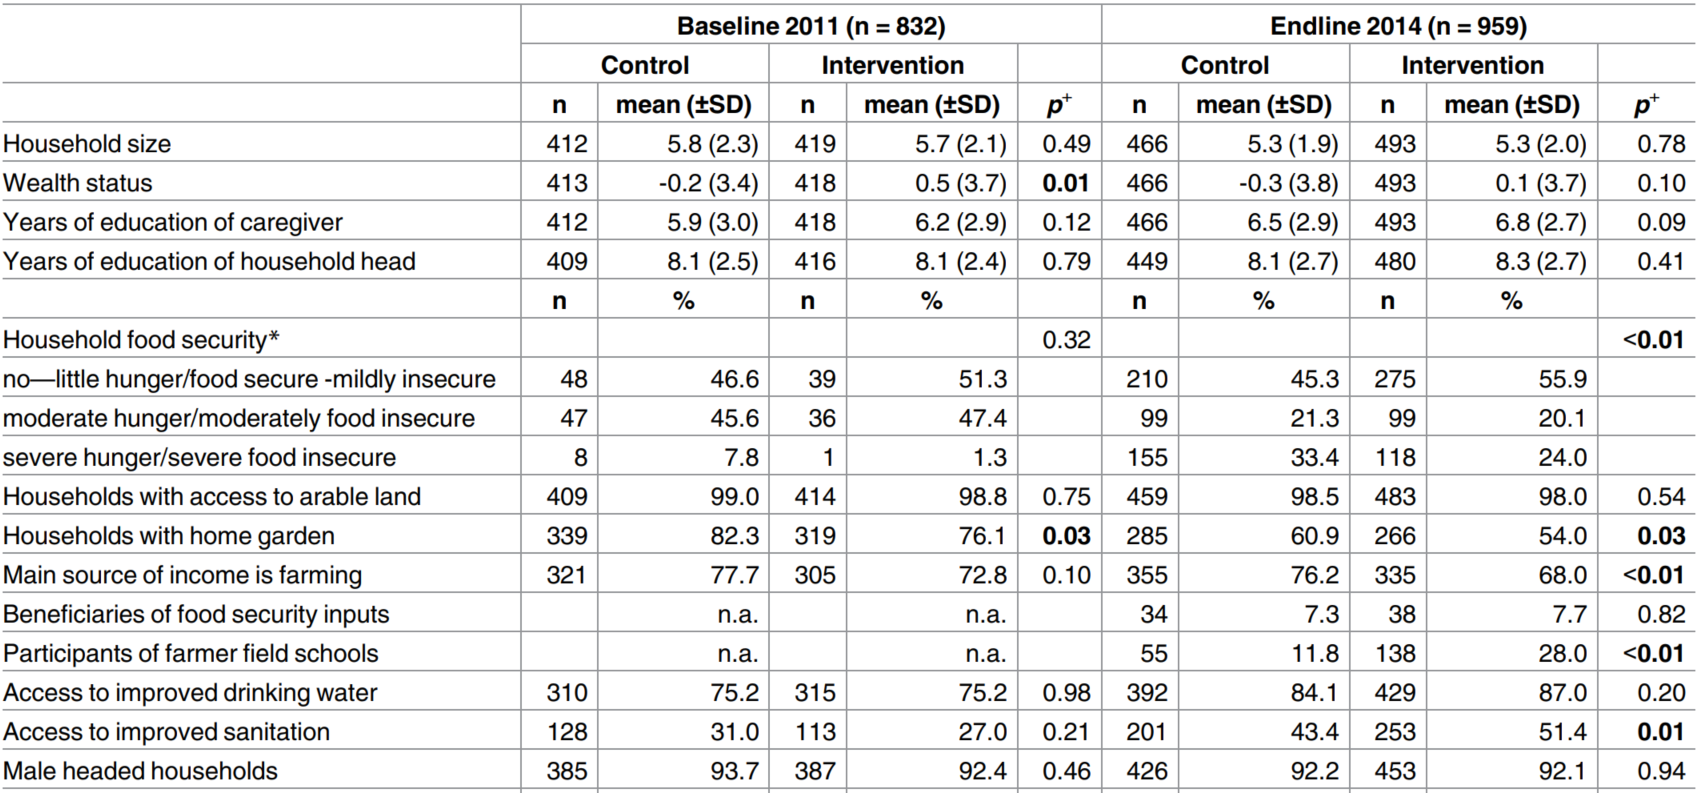 Baseline 2011 (n = 832) Endline 2014 (n = 959)
Control Intervention Control Intervention
n mean (±SD) n mean (±SD) p+ n mean (±SD) n mean (±SD) p+
Household size 412 5.8 (2.3) 419 5.7 (2.1) 0.49 466 5.3 (1.9) 493 5.3 (2.0) 0.78
Wealth status 413 -0.2 (3.4) 418 0.5 (3.7) 0.01 466 -0.3 (3.8) 493 0.1 (3.7) 0.10
Years of education of caregiver 412 5.9 (3.0) 418 6.2 (2.9) 0.12 466 6.5 (2.9) 493 6.8 (2.7) 0.09
Years of education of household head 409 8.1 (2.5) 416 8.1 (2.4) 0.79 449 8.1 (2.7) 480 8.3 (2.7) 0.41
n % n % n % n %
Household food security* 0.32 <0.01
no—little hunger/food secure -mildly insecure 48 46.6 39 51.3 210 45.3 275 55.9
moderate hunger/moderately food insecure 47 45.6 36 47.4 99 21.3 99 20.1
severe hunger/severe food insecure 8 7.8 1 1.3 155 33.4 118 24.0
Households with access to arable land 409 99.0 414 98.8 0.75 459 98.5 483 98.0 0.54
Households with home garden 339 82.3 319 76.1 0.03 285 60.9 266 54.0 0.03
Main source of income is farming 321 77.7 305 72.8 0.10 355 76.2 335 68.0 <0.01
Beneficiaries of food security inputs n.a. n.a. 34 7.3 38 7.7 0.82
Participants of farmer field schools n.a. n.a. 55 11.8 138 28.0 <0.01
Access to improved drinking water 310 75.2 315 75.2 0.98 392 84.1 429 87.0 0.20
Access to improved sanitation 128 31.0 113 27.0 0.21 201 43.4 253 51.4 0.01
Male headed households 385 93.7 387 92.4 0.46 426 92.2 453 92.1 0.94